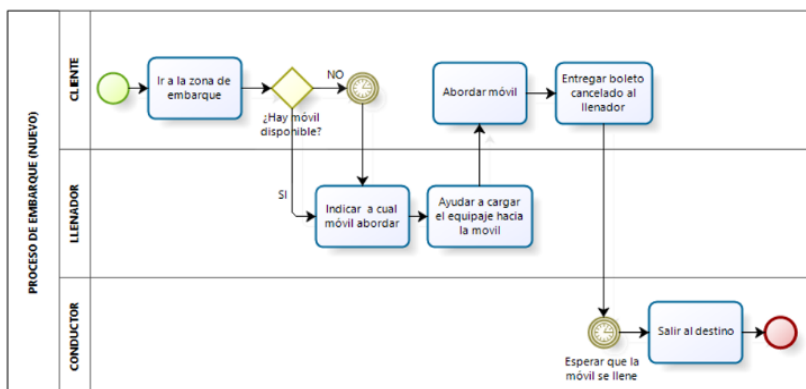 PROCESO DE EMBARQUE (NUEVO)
CLIENTE
Ir a la zona de
embarque
¿Hay móvil
disponible?
NO
SI
Abordar móvil
Entregar boleto
cancelado al
llenador
LLENADOR
Indicar a cual
móvil abordar
Ayudar a cargar
el equipaje hacia
la movil
CONDUCTOR
Esperar que la
móvil se llene
Salir al destino